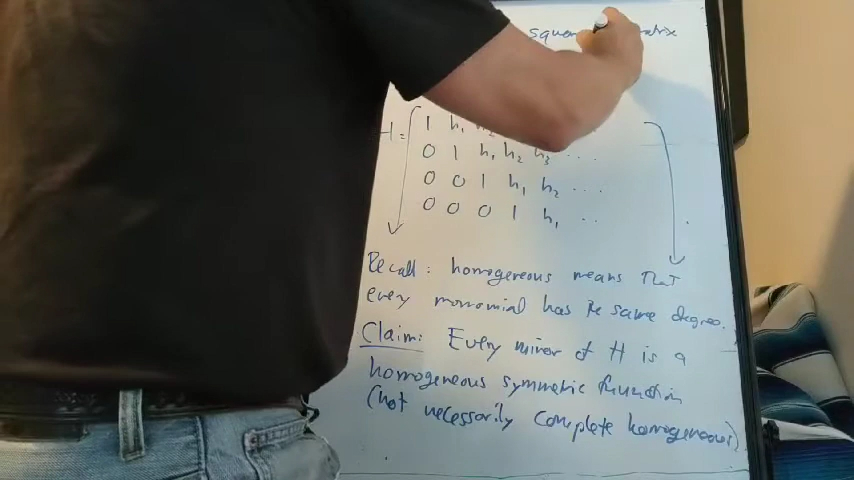 H = 1 h₁ h₂
0 1 h₁ h₂ h₃ ...
0 0 1 h₁ h₂ ...
0 0 0 1 h₁ ..
Recall: homogereous means that
every monomial has the same degree.
Claim: Every minor of H is a
homogeneous symmetric function
(not necessarily complete homogeneous)